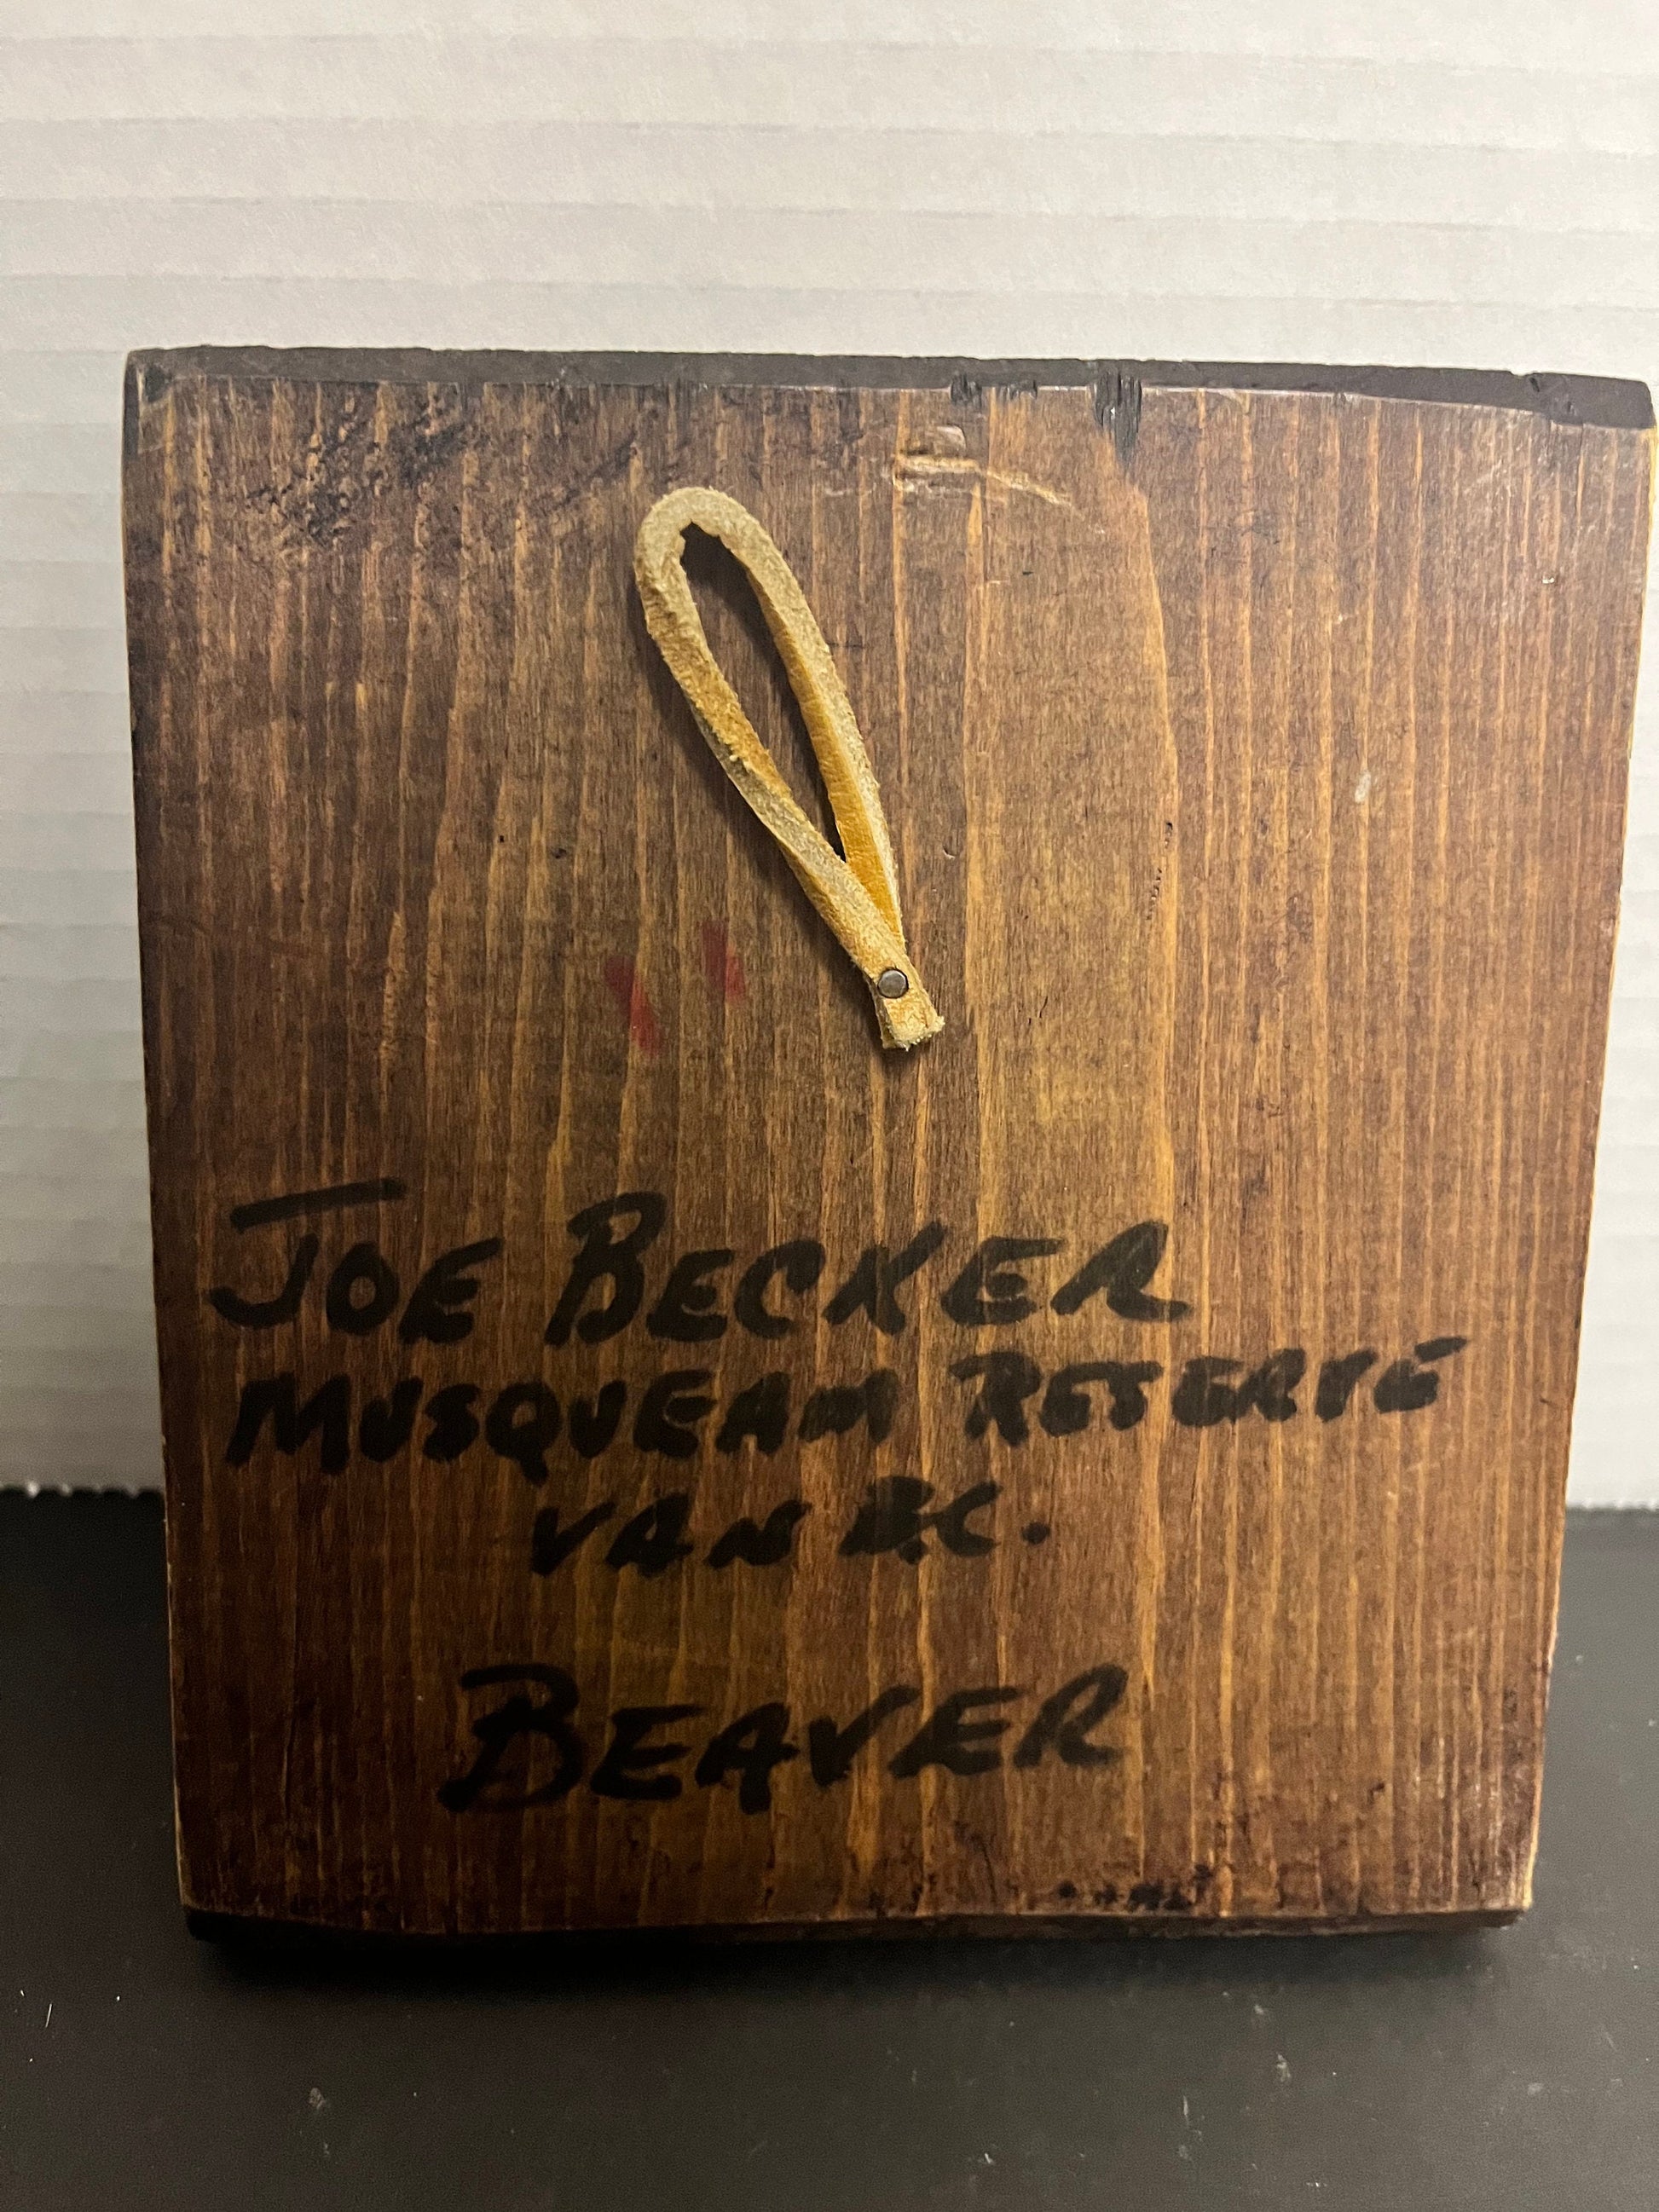 JOE BECKER
MUSQUEAM RESERVE
VAN B.C.
BEAVER